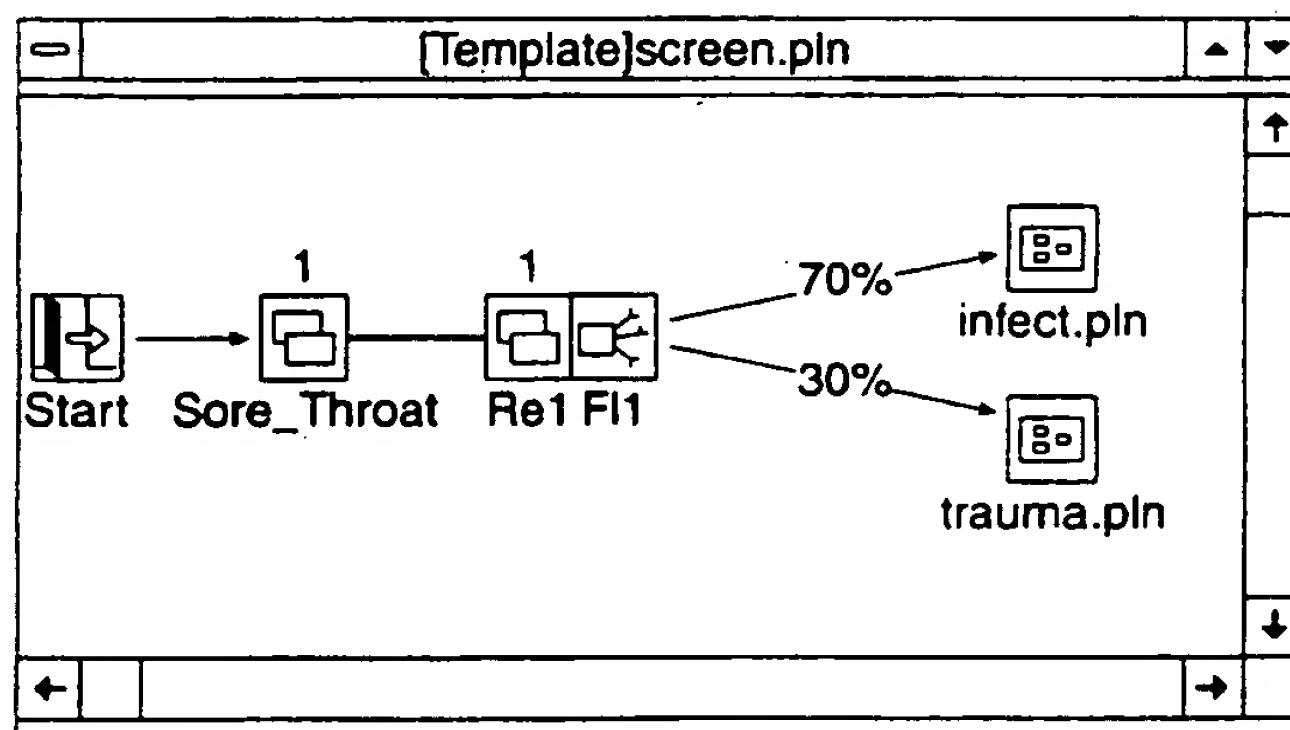 [Template]screen.pln
1 1
70%
infect.pln
30%
Start Sore_Throat Re1 Fl1
trauma.pln